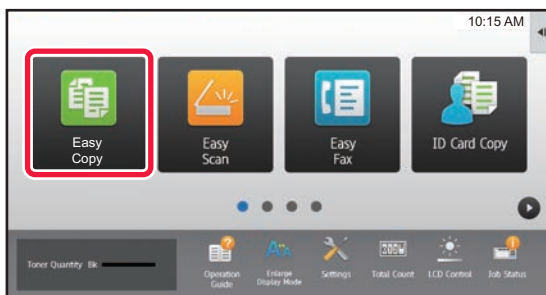 10:15 AM
Easy
Copy
Easy
Scan
Easy
Fax
ID Card Copy
Toner Quantity Bk
Operation
Guide
Enlarge
Display Mode
Settings
Total Count
LCD Control
Job Status